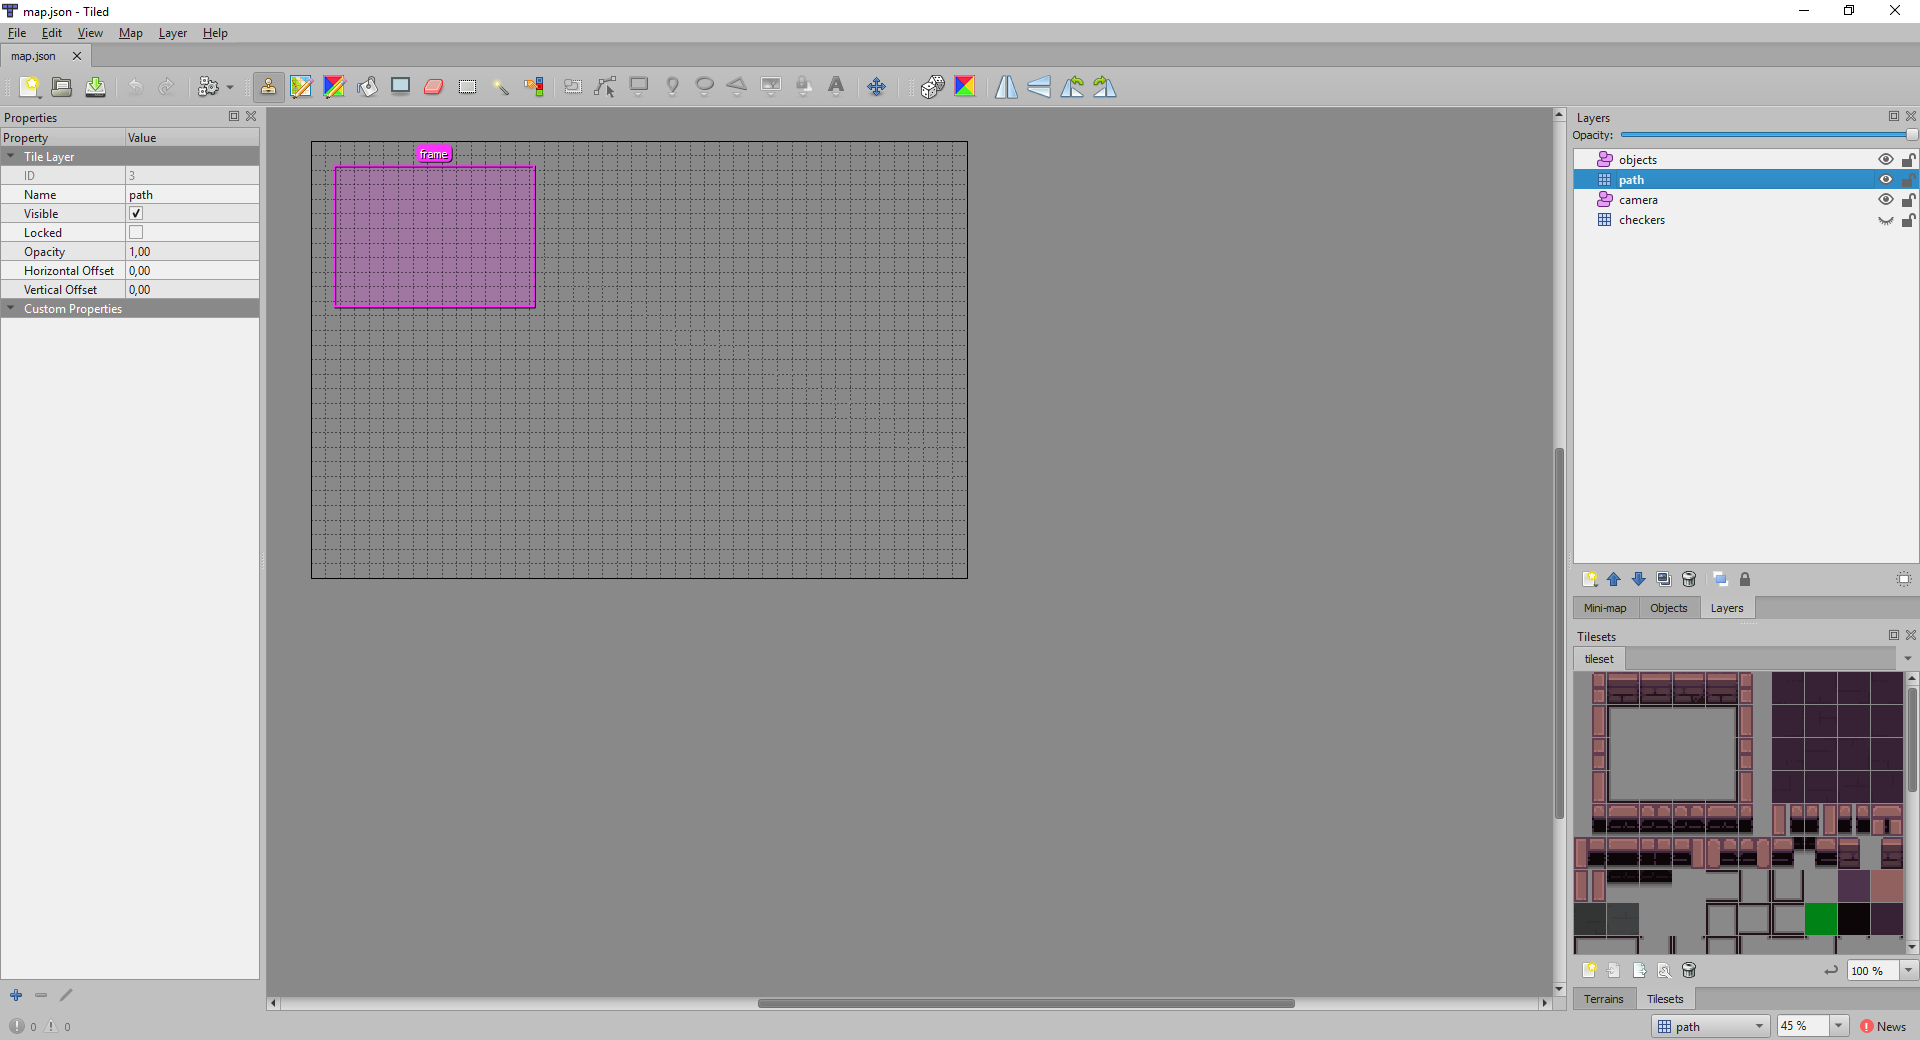 map.json - Tiled
File Edit View Map Layer Help
map.json
Properties
Property Value
Tile Layer
ID 3
Name path
Visible
Locked
Opacity 1,00
Horizontal Offset 0,00
Vertical Offset 0,00
Custom Properties
0 0
frame
Layers
Opacity:
objects
path
camera
checkers
Mini-map Objects Layers
Tilesets
tileset
100 %
Terrains Tilesets
path 45 % News